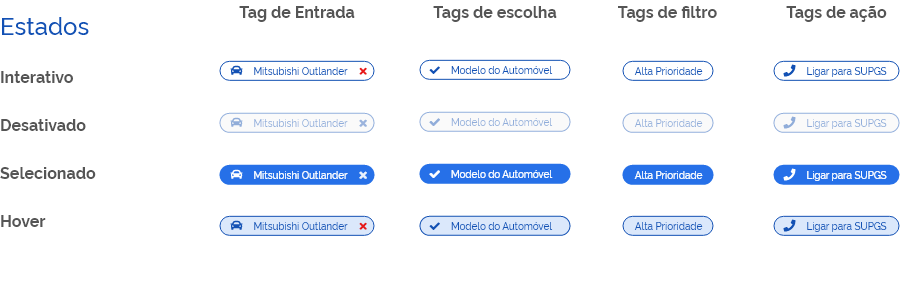 Estados
Tag de Entrada
Tags de escolha
Tags de filtro
Tags de ação
Interativo
Mitsubishi Outlander
Modelo do Automóvel
Alta Prioridade
Ligar para SUPGS
Desativado
Mitsubishi Outlander
Modelo do Automóvel
Alta Prioridade
Ligar para SUPGS
Selecionado
Mitsubishi Outlander
Modelo do Automóvel
Alta Prioridade
Ligar para SUPGS
Hover
Mitsubishi Outlander
Modelo do Automóvel
Alta Prioridade
Ligar para SUPGS